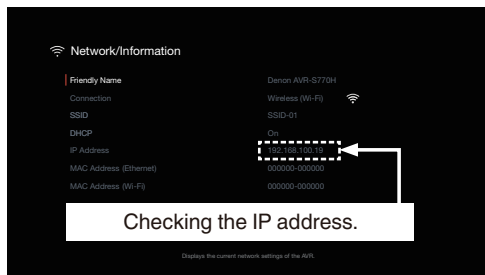 Network/Information
Friendly Name Denon AVR-S770H
Connection Wireless (Wi-Fi)
SSID SSID-01
DHCP On
IP Address 192.168.100.19
MAC Address (Ethernet) 000000-000000
MAC Address (Wi-Fi) 000000-000000
Checking the IP address.
Displays the current network settings of the AVR.